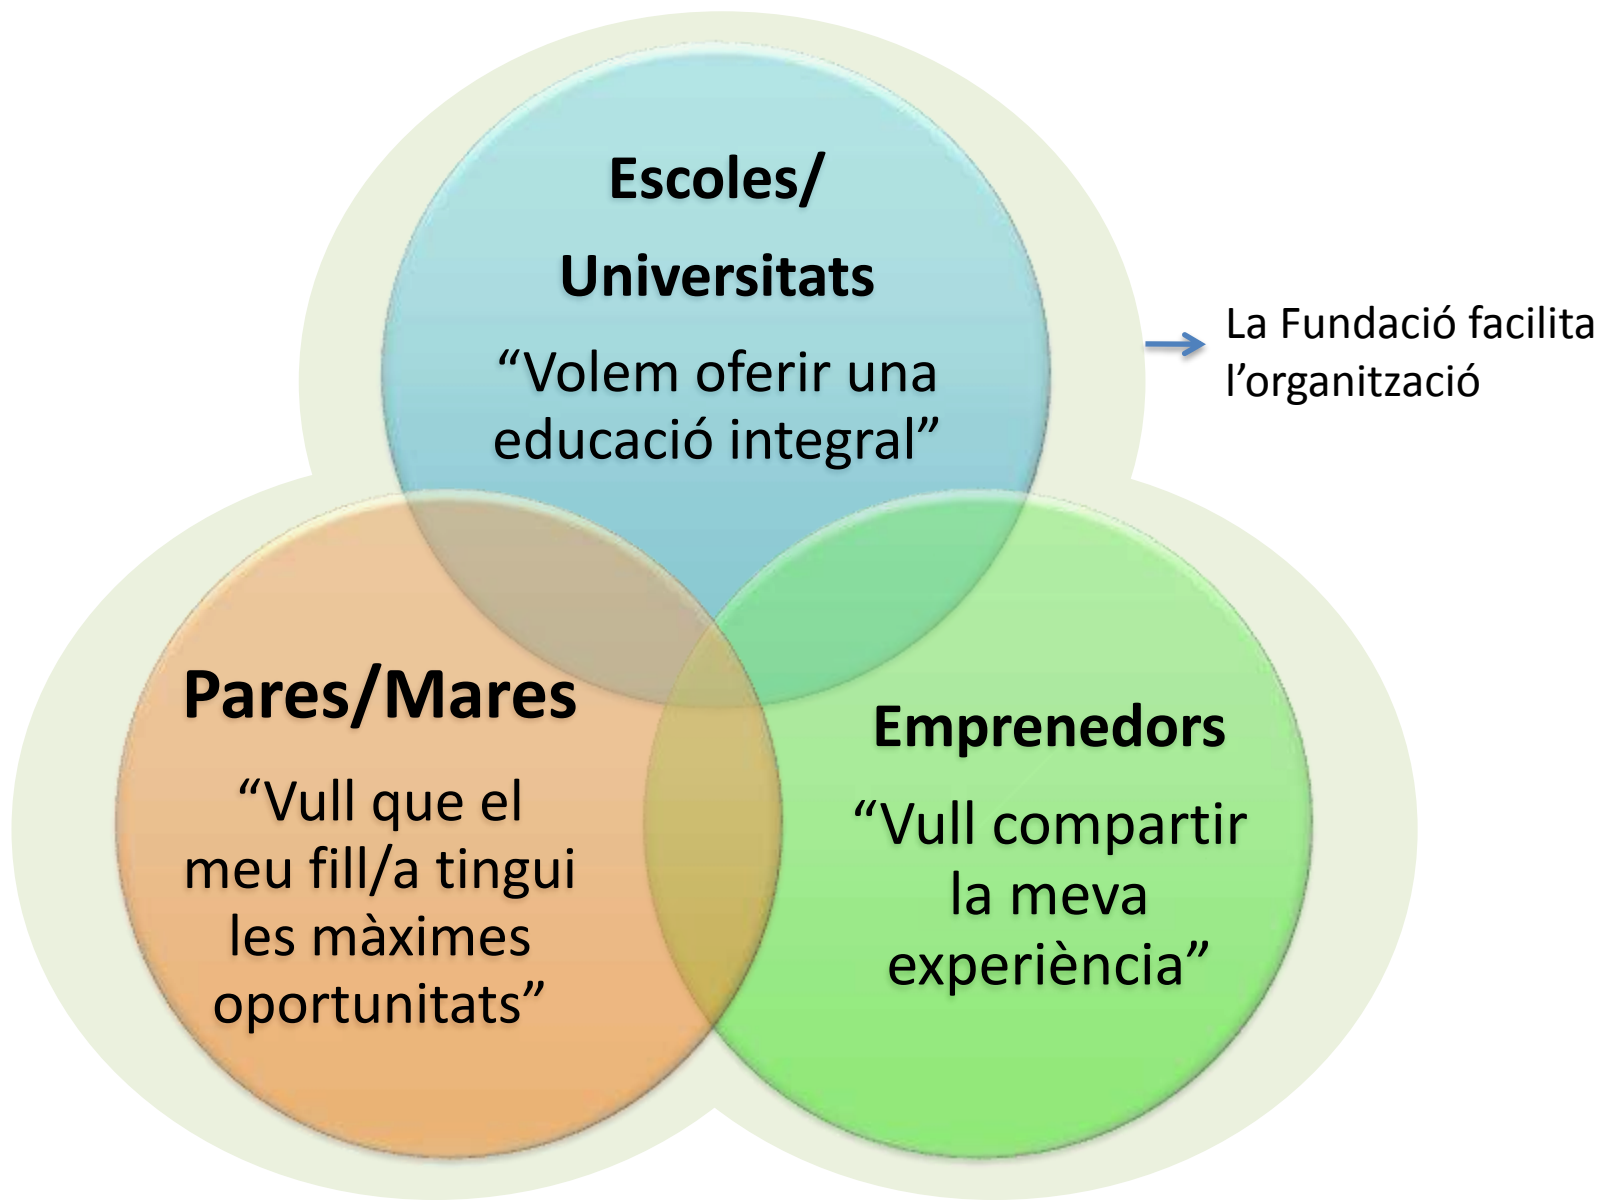 Escoles/
Universitats
“Volem oferir una
educació integral”
La Fundació facilita
l’organització
Pares/Mares
“Vull que el
meu fill/a tingui
les màximes
oportunitats”
Emprenedors
“Vull compartir
la meva
experiència”